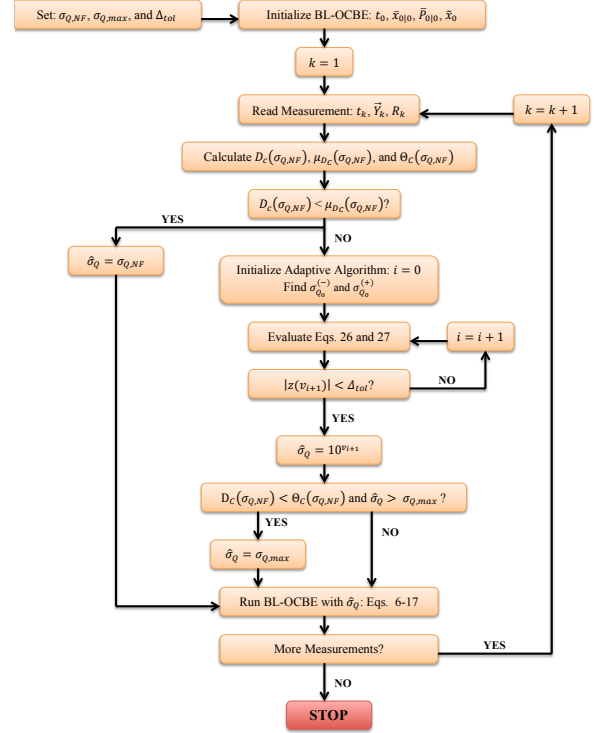 Set: σ_{Q,NF}, σ_{Q,max}, and Δ_{tol}
Initialize BL-OCBE: t_0, x̄_{0|0}, P̄_{0|0}, x̃_0
k = 1
Read Measurement: t_k, Y⃗_k, R_k
k = k + 1
Calculate D_c(σ_{Q,NF}), μ_{D_c}(σ_{Q,NF}), and Θ_C(σ_{Q,NF})
D_c(σ_{Q,NF}) < μ_{D_C}(σ_{Q,NF})?
YES
NO
σ̂_Q = σ_{Q,NF}
Initialize Adaptive Algorithm: i = 0
Find σ_{Q_0}^{(-)} and σ_{Q_0}^{(+)}
Evaluate Eqs. 26 and 27
i = i + 1
|z(v_{i+1})| < Δ_{tol}?
NO
YES
σ̂_Q = 10^{v_{i+1}}
D_C(σ_{Q,NF}) < Θ_C(σ_{Q,NF}) and σ̂_Q > σ_{Q,max} ?
YES
NO
σ̂_Q = σ_{Q,max}
Run BL-OCBE with σ̂_Q: Eqs. 6-17
More Measurements?
YES
NO
STOP